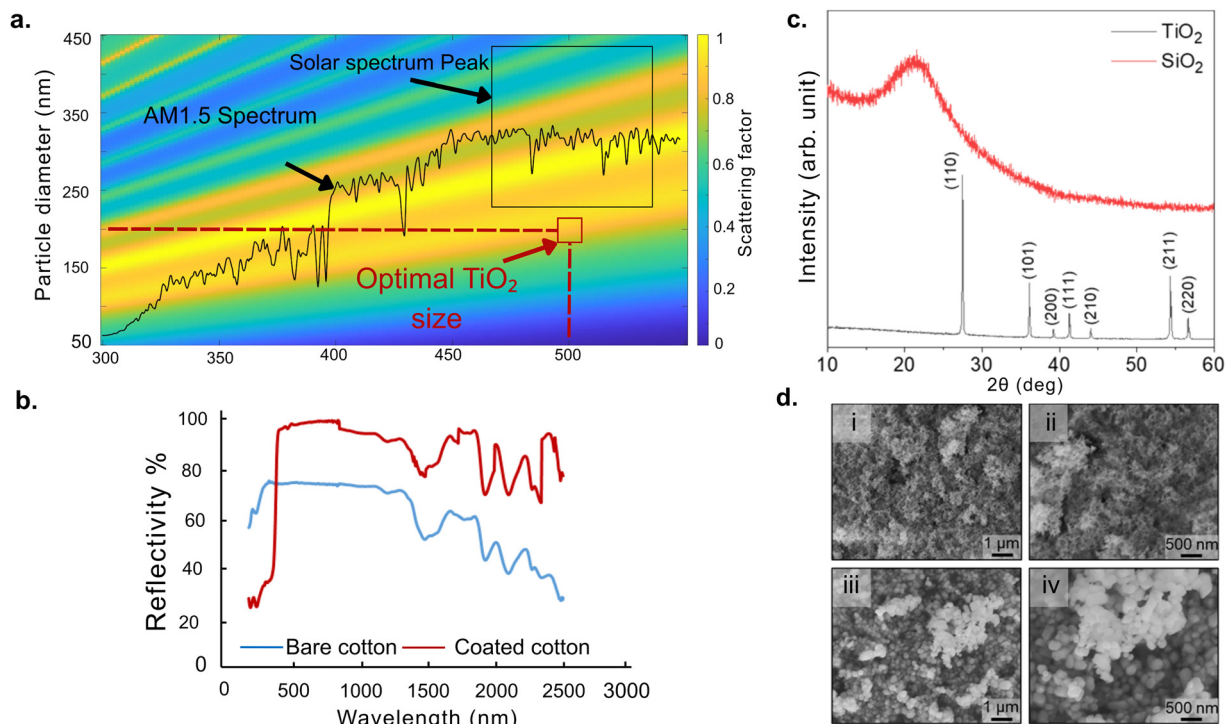 a.
450
350
250
150
50
Particle diameter (nm)
Solar spectrum Peak
AM1.5 Spectrum
Optimal TiO₂
size
300
400
450
500
1
0.8
0.6
0.4
0.2
0
Scattering factor
b.
100
80
60
40
20
0
Reflectivity %
Bare cotton
Coated cotton
0
500
1000
1500
2000
2500
3000
Wavelength (nm)
c.
TiO₂
SiO₂
Intensity (arb. unit)
(110)
(101)
(200)
(111)
(210)
(211)
(220)
10
20
30
40
50
60
2θ (deg)
d.
i
1 µm
ii
500 nm
iii
1 µm
iv
500 nm